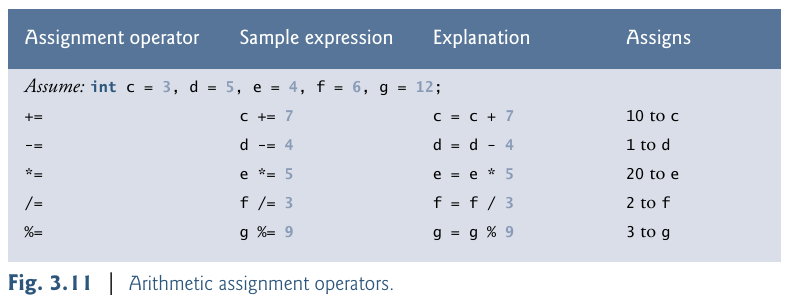 Assignment operator Sample expression Explanation Assigns
Assume: int c = 3, d = 5, e = 4, f = 6, g = 12;
+= c += 7 c = c + 7 10 to c
-= d -= 4 d = d - 4 1 to d
*= e *= 5 e = e * 5 20 to e
/= f /= 3 f = f / 3 2 to f
%= g %= 9 g = g % 9 3 to g
Fig. 3.11 | Arithmetic assignment operators.